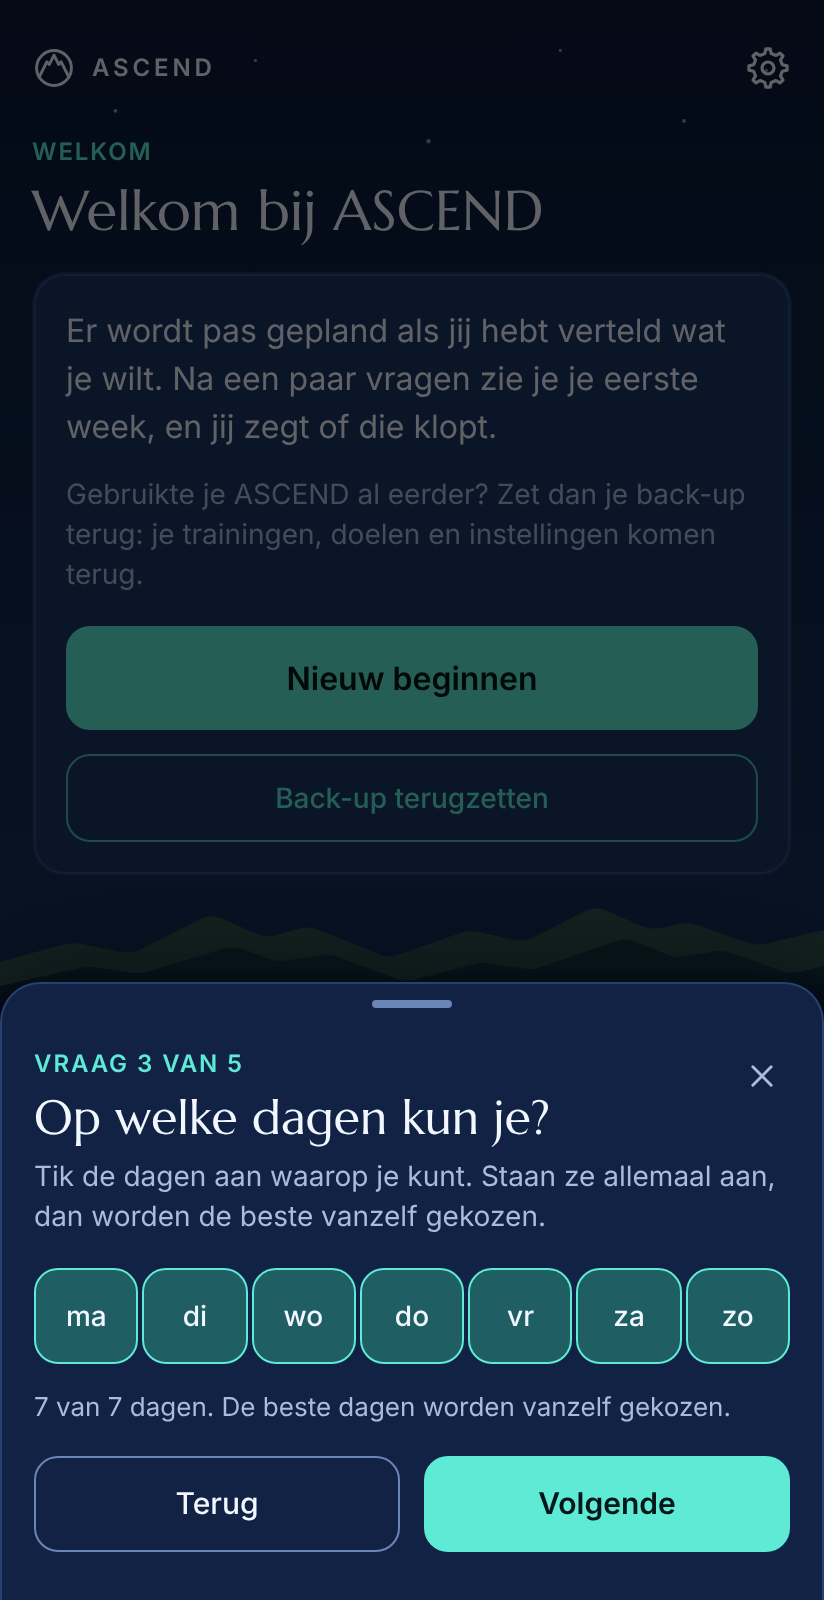 ASCEND
WELKOM
Welkom bij ASCEND
Er wordt pas gepland als jij hebt verteld wat
je wilt. Na een paar vragen zie je je eerste
week, en jij zegt of die klopt.
Gebruikte je ASCEND al eerder? Zet dan je back-up
terug: je trainingen, doelen en instellingen komen
terug.
Nieuw beginnen
Back-up terugzetten
VRAAG 3 VAN 5
Op welke dagen kun je?
Tik de dagen aan waarop je kunt. Staan ze allemaal aan,
dan worden de beste vanzelf gekozen.
ma di wo do vr za zo
7 van 7 dagen. De beste dagen worden vanzelf gekozen.
Terug Volgende